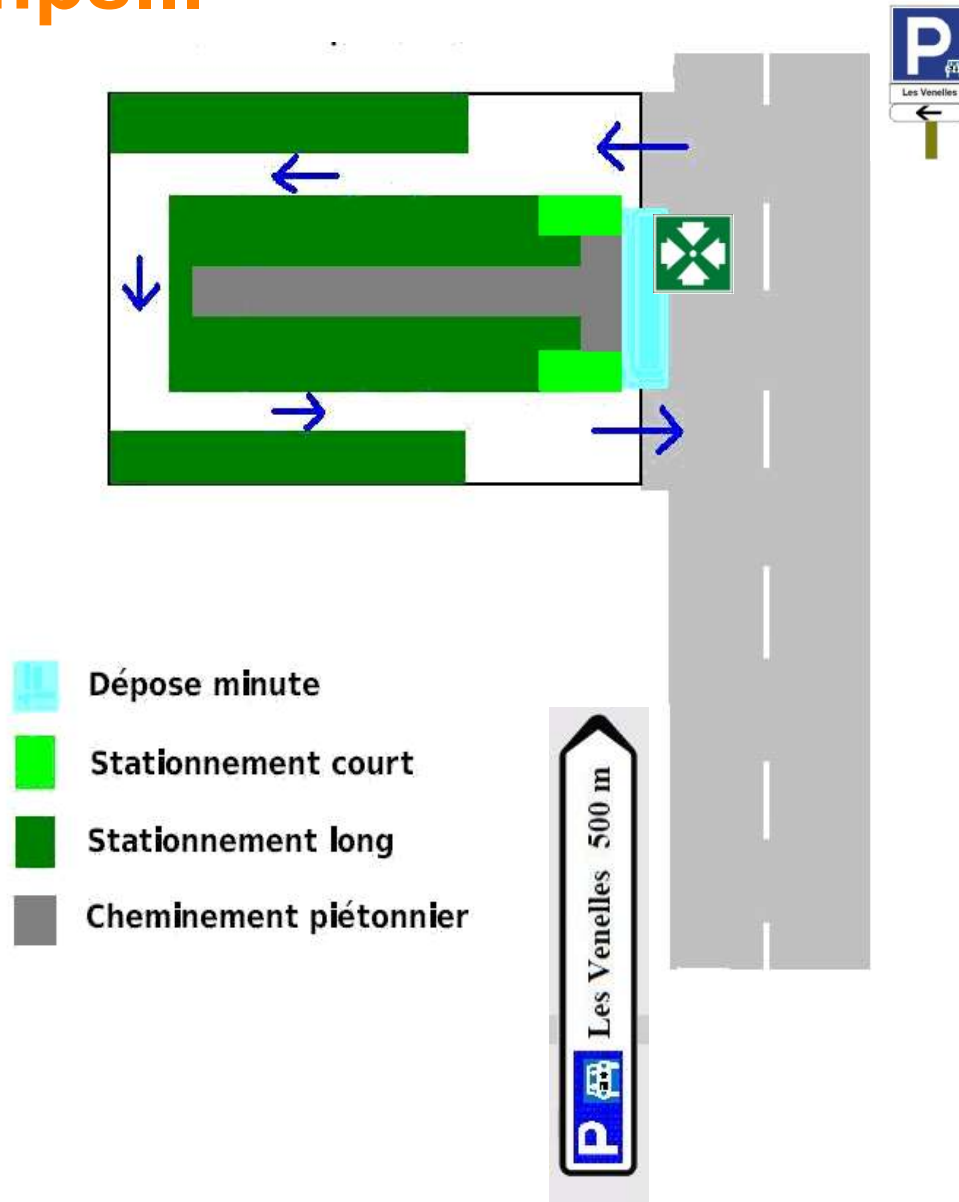 P
Les Venelles
Dépose minute
Stationnement court
Stationnement long
Cheminement piétonnier
P Les Venelles 500 m